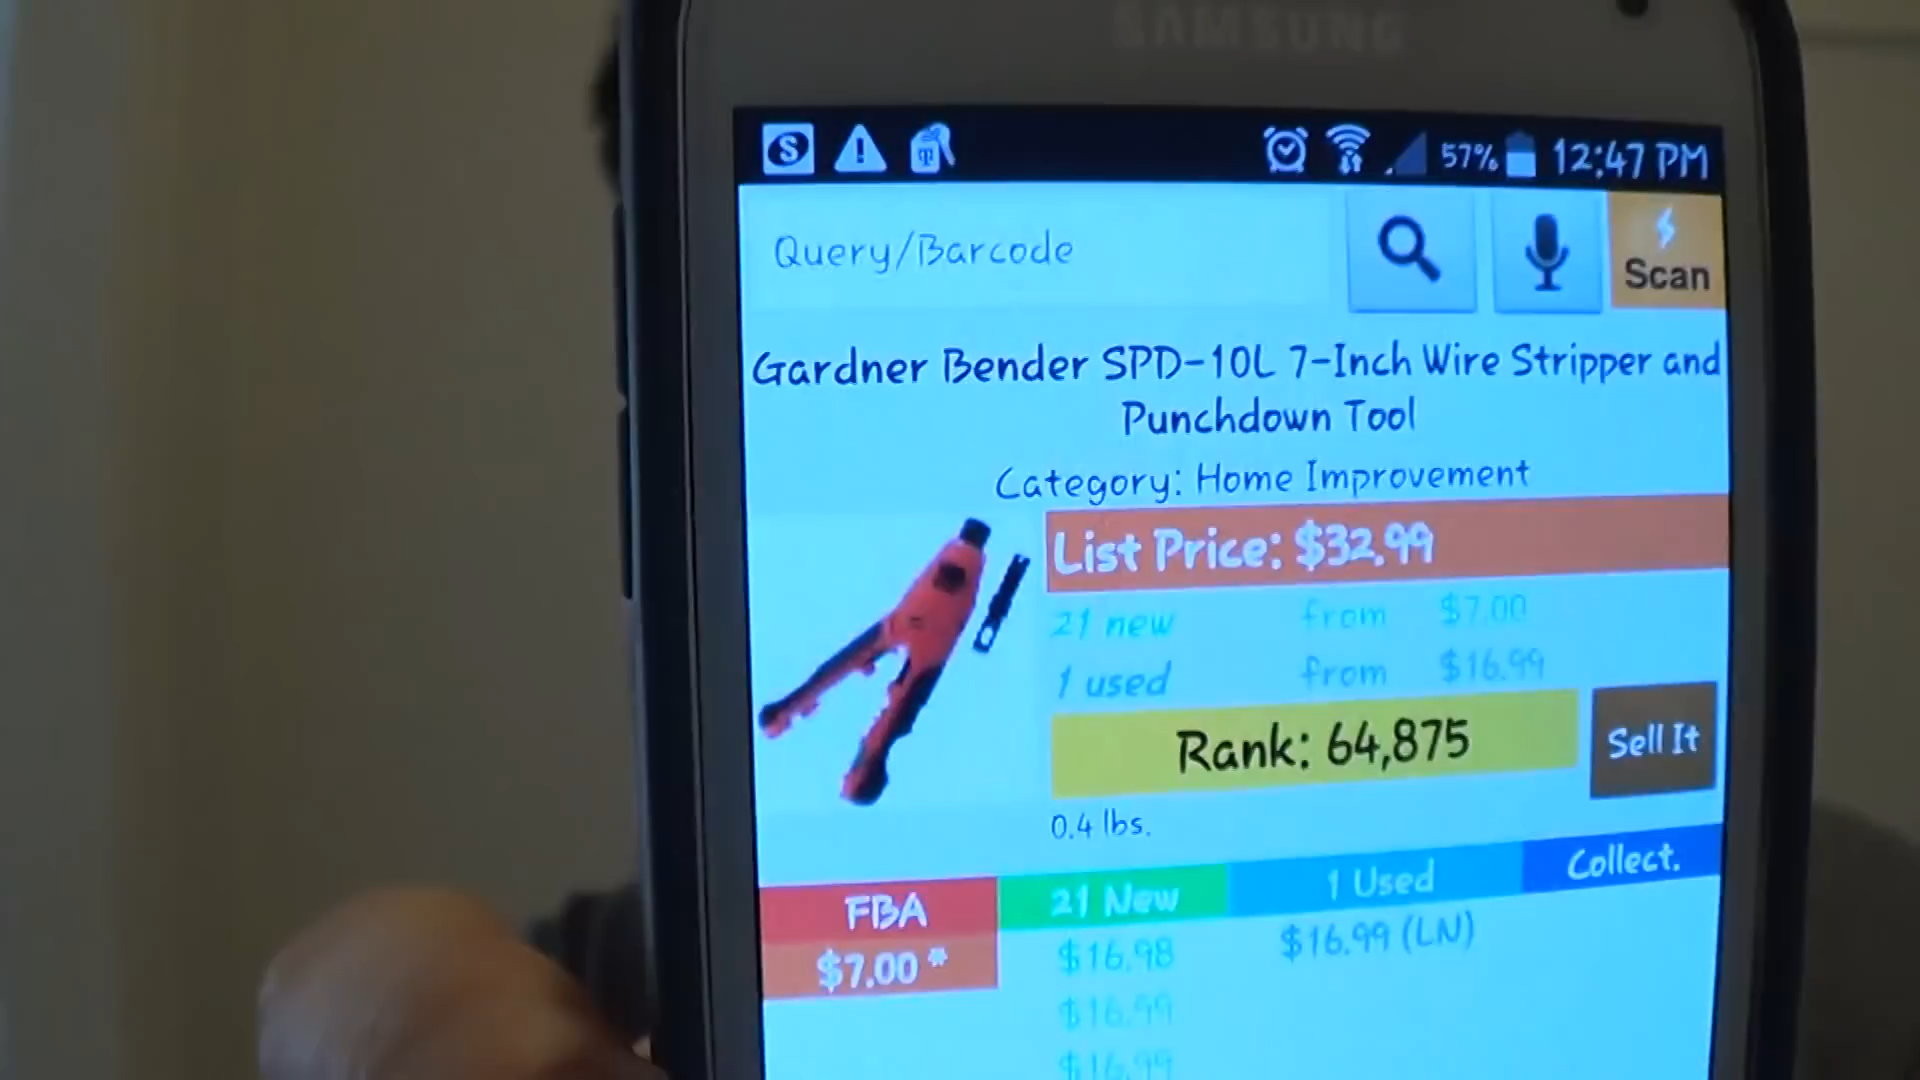 SAMSUNG
57% 12:47 PM
Query/Barcode
Scan
Gardner Bender SPD-10L 7-Inch Wire Stripper and
Punchdown Tool
Category: Home Improvement
List Price: $32.99
21 new from $7.00
1 used from $16.99
Rank: 64,875
Sell It
0.4 lbs.
FBA 21 New 1 Used Collect.
$7.00 * $16.98 $16.99 (LN)
$16.99
$16.99